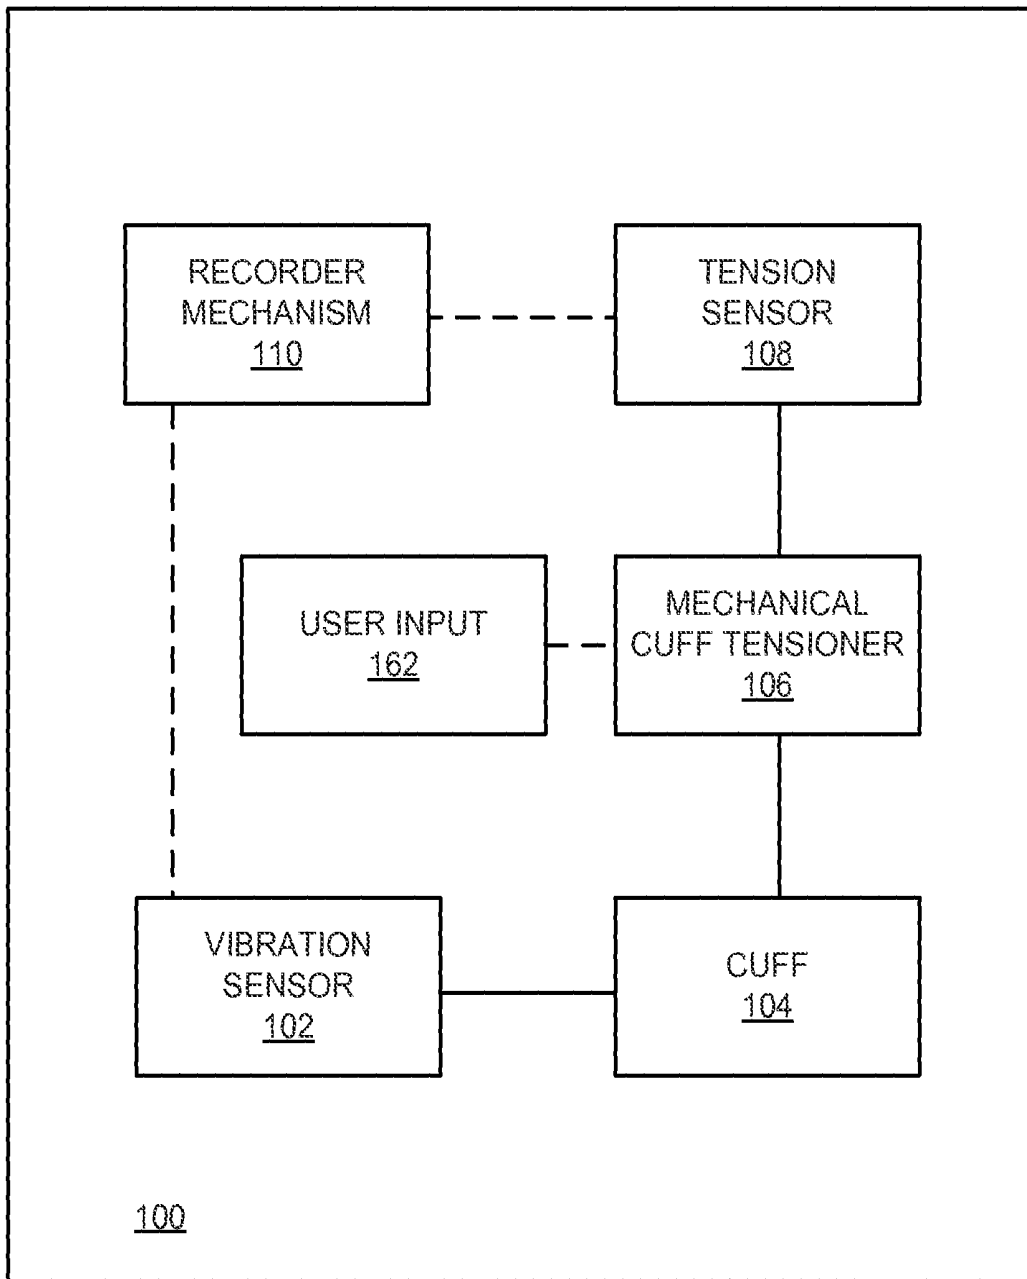 RECORDER
MECHANISM
110
TENSION
SENSOR
108
USER INPUT
162
MECHANICAL
CUFF TENSIONER
106
VIBRATION
SENSOR
102
CUFF
104
100